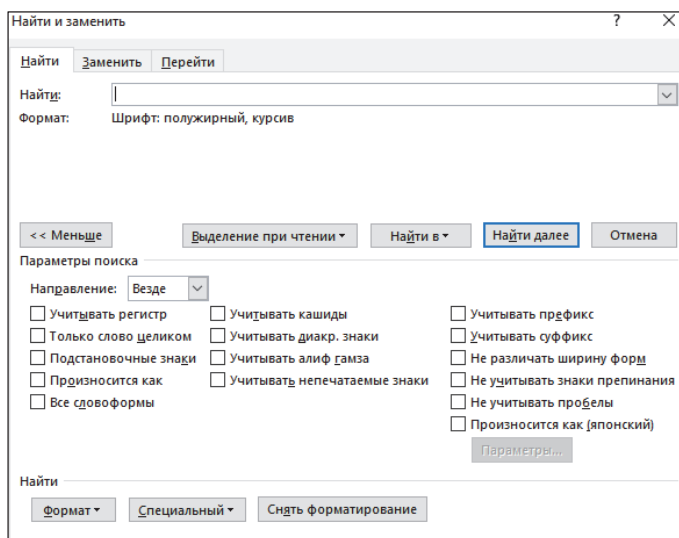 Найти и заменить ? X
Найти Заменить Перейти
Найти:
Формат: Шрифт: полужирный, курсив
<< Меньше Выделение при чтении Найти в Найти далее Отмена
Параметры поиска
Направление: Везде
Учитывать регистр Учитывать кашиды Учитывать префикс
Только слово целиком Учитывать диакр. знаки Учитывать суффикс
Подстановочные знаки Учитывать алиф гамза Не различать ширину форм
Произносится как Учитывать непечатаемые знаки Не учитывать знаки препинания
Все словоформы Не учитывать пробелы
Произносится как (японский)
Параметры...
Найти
Формат Специальный Снять форматирование